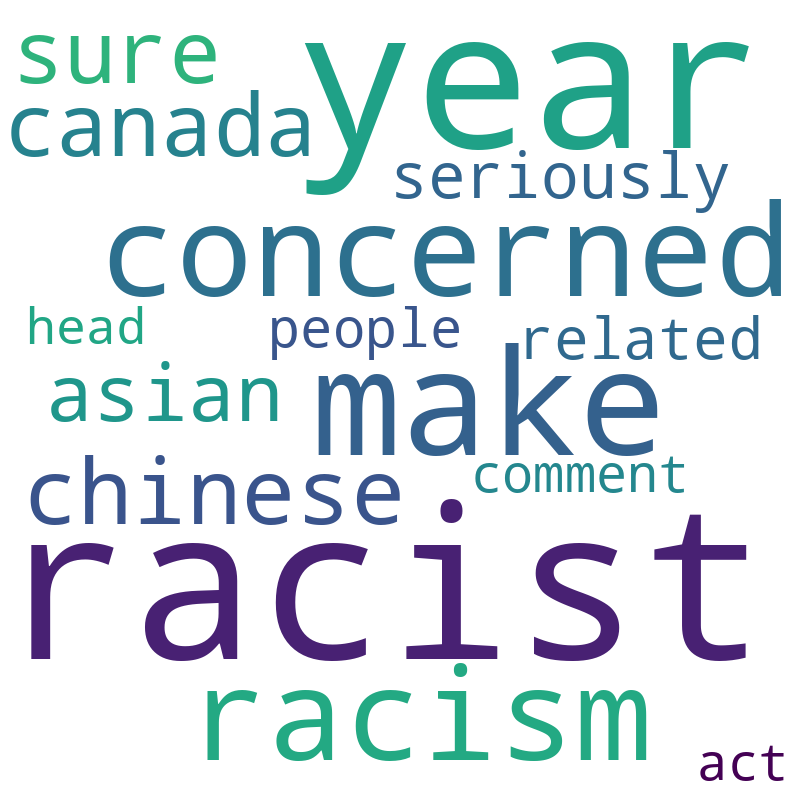 sure year
canada
seriously
concerned
head people related
asian make
chinese comment
racist
racism
act